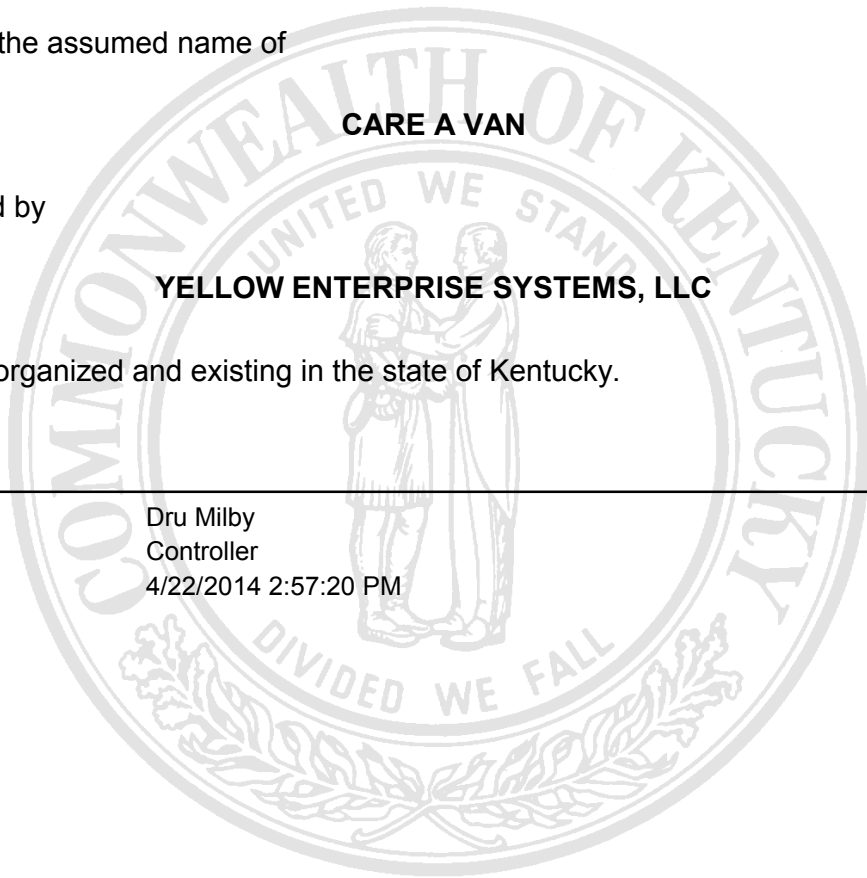 the assumed name of
CARE A VAN
d by
YELLOW ENTERPRISE SYSTEMS, LLC
organized and existing in the state of Kentucky.
Dru Milby
Controller
4/22/2014 2:57:20 PM
COMMONWEALTH OF KENTUCKY
UNITED WE STAND
DIVIDED WE FALL